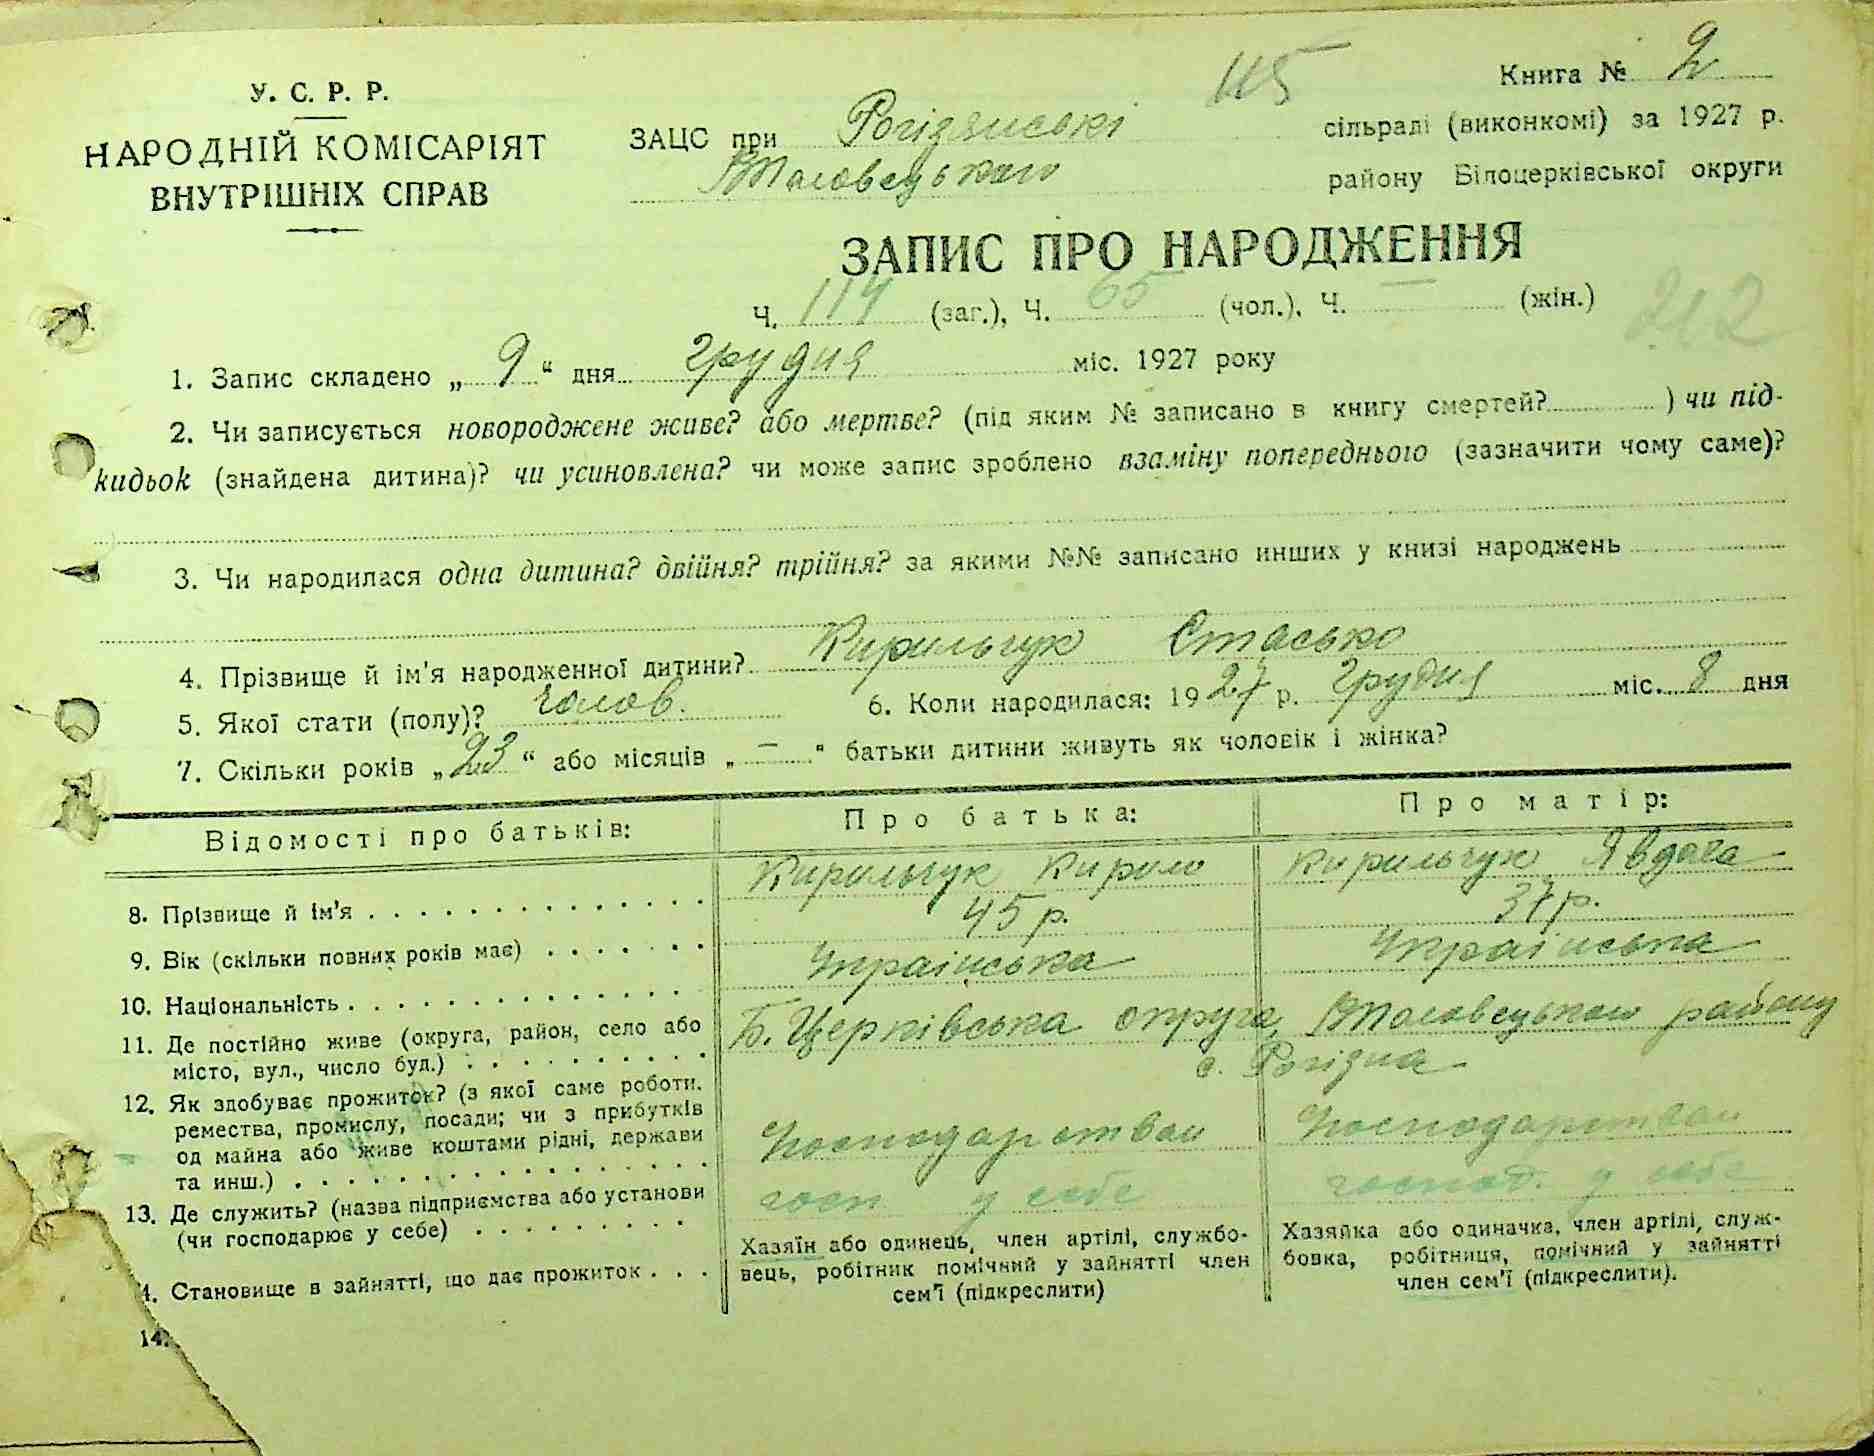 У. С. Р. Р.
НАРОДНІЙ КОМІСАРІЯТ
ВНУТРІШНІХ СПРАВ
115
Книга № 2
ЗАЦС при Рогізянські сільраді (виконкомі) за 1927 р.
району Білоцерківської округи
ЗАПИС ПРО НАРОДЖЕННЯ
Ч. 114 (заг.), Ч. 65 (чол.), Ч. — (жін.)
212
1. Запис складено „ 9 " дня грудня міс. 1927 року
2. Чи записується новороджене живе? або мертве? (під яким № записано в книгу смертей? ) чи під-
кидьок (знайдена дитина)? чи усиновлена? чи може запис зроблено взаміну попереднього (зазначити чому саме)?
3. Чи народилася одна дитина? двійня? трійня? за якими №№ записано инших у книзі народжень
4. Прізвище й ім'я народженної дитини? Кирильчук Стасько
5. Якої стати (полу)? чолов. 6. Коли народилася: 1927 р. грудня міс. 8 дня
7. Скільки років „ 23 " або місяців „ — " батьки дитини живуть як чоловік і жінка?
Відомості про батьків: Про батька: Про матір:
8. Прізвище й ім'я Кирильчук Кирило Кирильчук Явдоха
9. Вік (скільки повних років має) 45 р. 37 р.
10. Національність Українська Українська
11. Де постійно живе (округа, район, село або
місто, вул., число буд.) Б. Церківська округа, району
с. Рогізна
12. Як здобуває прожиток? (з якої саме роботи,
ремества, промислу, посади; чи з прибутків
од майна або живе коштами рідні, держави
та инш.) Господарством Господарством
13. Де служить? (назва підприємства або установи
(чи господарює у себе) госп. у себе господ. у себе
4. Становище в зайнятті, що дає прожиток
Хазяїн або одинець, член артілі, службо-
вець, робітник помічний у зайнятті член
сем'ї (підкреслити)
Хазяйка або одиначка, член артілі, служ-
бовка, робітниця, помічний у зайнятті
член сем'ї (підкреслити).
14.